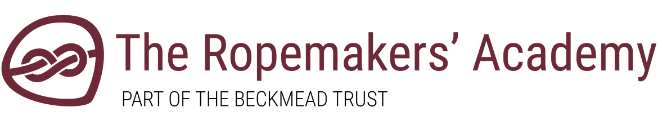 The Ropemakers’ Academy
PART OF THE BECKMEAD TRUST